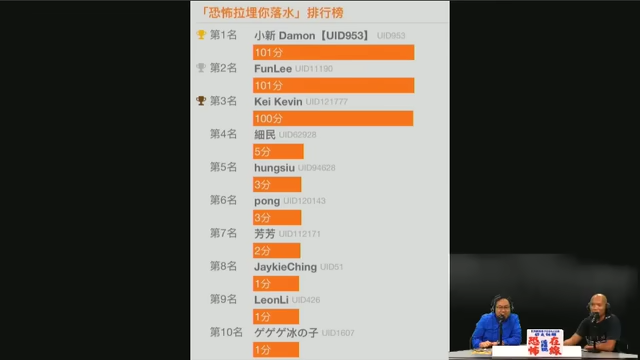 「恐怖拉埋你落水」排行榜
第1名 小新 Damon【UID953】 UID953
101分
第2名 FunLee UID11190
101分
第3名 Kei Kevin UID121777
100分
第4名 細民 UID62928
5分
第5名 hungsiu UID94828
3分
第6名 pong UID120143
3分
第7名 芳芳 UID112171
2分
第8名 JaykieChing UID51
1分
第9名 LeonLi UID426
1分
第10名 ゲゲゲ冰の子 UID1607
1分
恐怖
在線